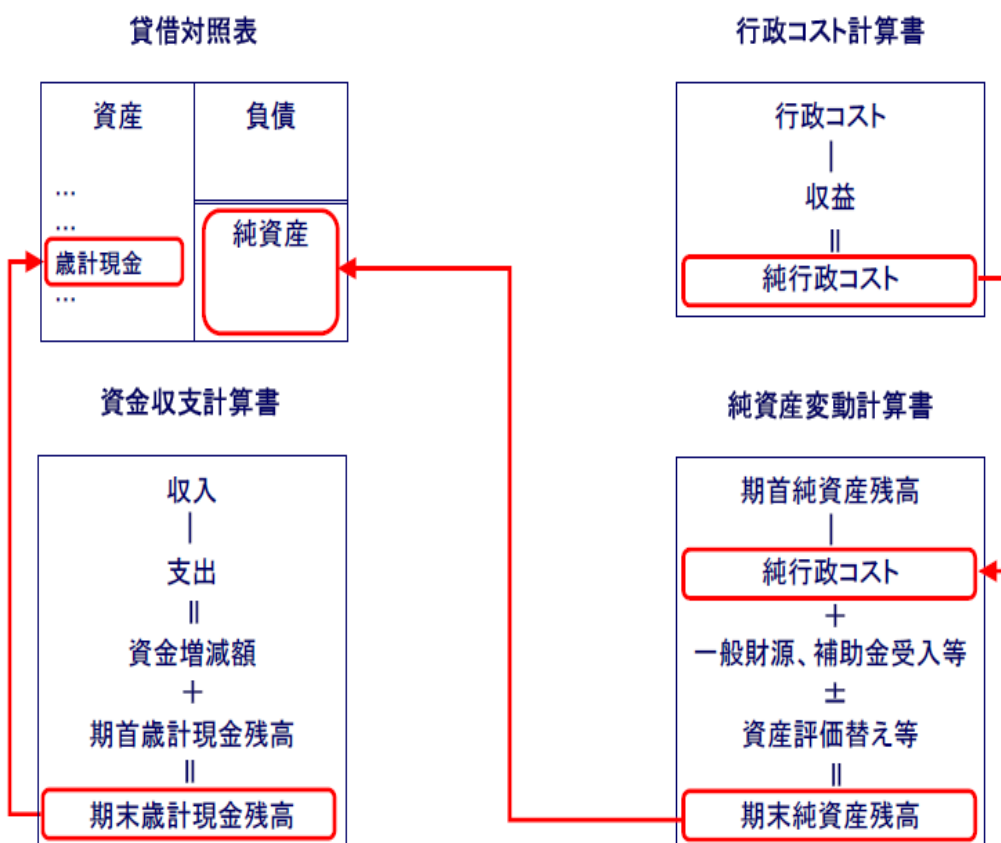 貸借対照表
資産
負債
…
…
歳計現金
…
純資産
行政コスト計算書
行政コスト
|
収益
||
純行政コスト
資金収支計算書
収入
|
支出
||
資金増減額
+
期首歳計現金残高
||
期末歳計現金残高
純資産変動計算書
期首純資産残高
|
純行政コスト
+
一般財源、補助金受入等
±
資産評価替え等
||
期末純資産残高